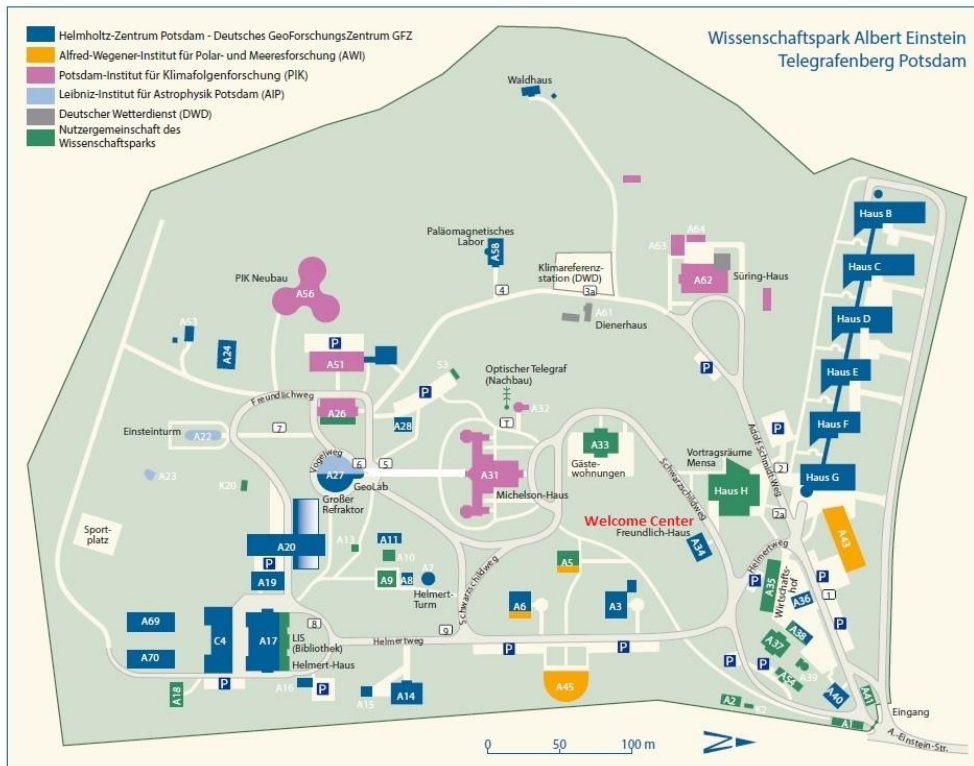 Helmholtz-Zentrum Potsdam - Deutsches GeoForschungsZentrum GFZ
Alfred-Wegener-Institut für Polar- und Meeresforschung (AWI)
Potsdam-Institut für Klimafolgenforschung (PIK)
Leibniz-Institut für Astrophysik Potsdam (AIP)
Deutscher Wetterdienst (DWD)
Nutzergemeinschaft des
Wissenschaftsparks
Wissenschaftspark Albert Einstein
Telegrafenberg Potsdam
Waldhaus
Haus B
Paläomagnetisches
Labor
A58
A63
A64
A62
Süring-Haus
Haus C
PIK Neubau
A56
Klimareferenz-
station (DWD)
4
3a
A61
Dienerhaus
Haus D
A53
A24
P
A51
P
Haus E
Optischer Telegraf
(Nachbau)
53
P
P
Freundlichweg
A26
A28
A32
T
Haus F
P
Adolf-Schmidt-Weg
Einsteinturm
A22
7
A33
Gäste-
wohnungen
Schwarzschildweg
Vortragsräume
Mensa
2
Haus G
Vogelweg
6
5
A27
GeoLab
Großer
Refraktor
A31
Michelson-Haus
Haus H
A23
K20
2a
Welcome Center
Freundlich-Haus
A34
A43
Sport-
platz
A20
P
A13
A11
A10
A5
Helmertweg
A35
Wirtschafts-
hof
A19
A9
A8
A7
Helmert-
Turm
Schwarzschildweg
A6
A3
P
A36
1
A69
C4
A17
8
LIS
(Bibliothek)
Helmertweg
9
A38
A37
A70
Helmert-Haus
P
P
P
P
P
A39
A54
A18
P
A16
P
A15
A14
A45
A40
A41
A2
K2
A1
Eingang
A.-Einstein-Str.
0 50 100 m
N